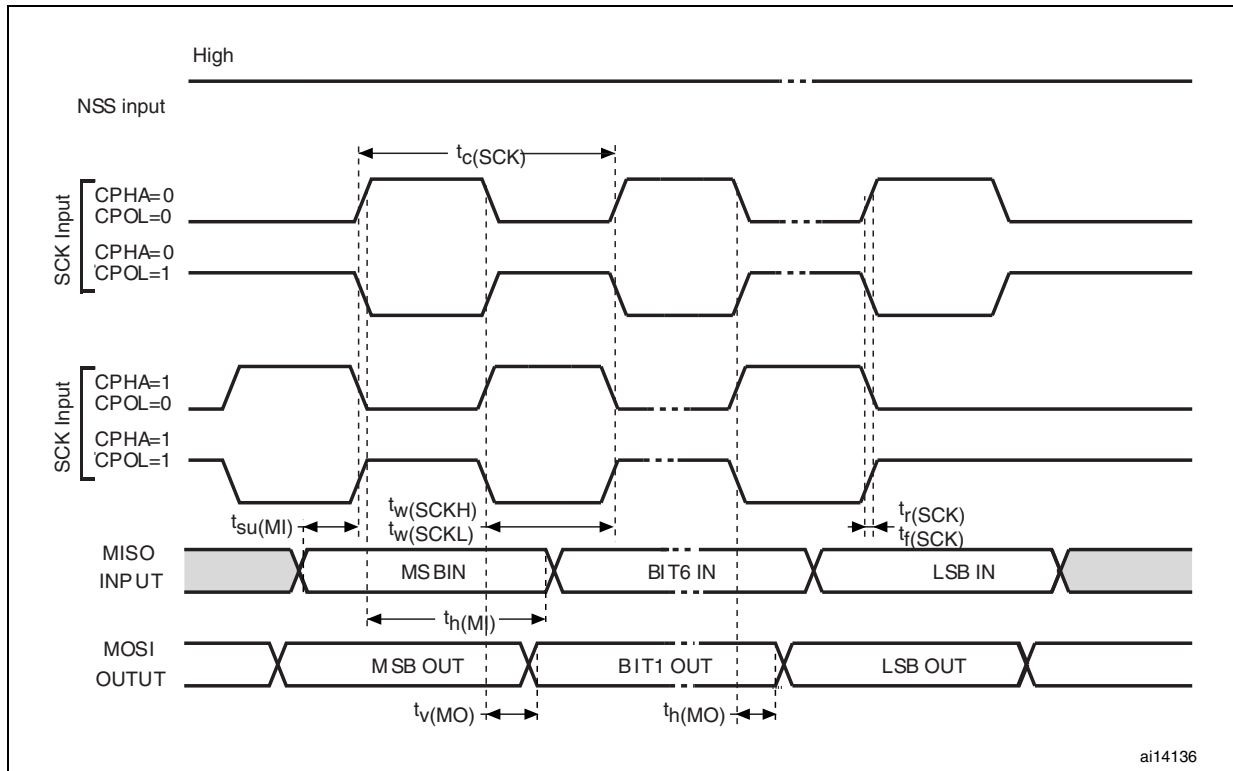 High
NSS input
tc(SCK)
SCK Input
CPHA=0
CPOL=0
CPHA=0
CPOL=1
SCK Input
CPHA=1
CPOL=0
CPHA=1
CPOL=1
tsu(MI)
tw(SCKH)
tw(SCKL)
tr(SCK)
tf(SCK)
MISO
INPUT
MSBIN
BIT6 IN
LSB IN
th(MI)
MOSI
OUTUT
MSB OUT
BIT1 OUT
LSB OUT
tv(MO)
th(MO)
ai14136